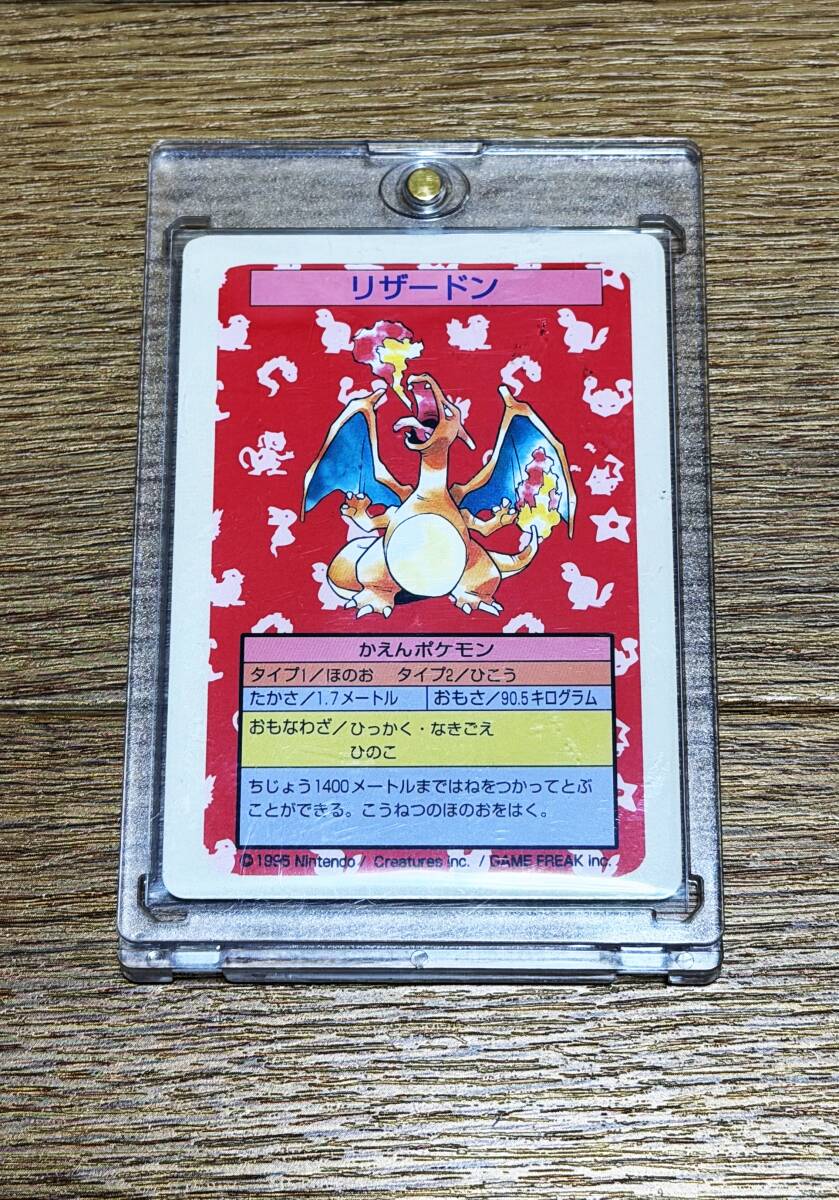 リザードン
かえんポケモン
タイプ1/ほのお タイプ2/ひこう
たかさ/1.7メートル おもさ/90.5キログラム
おもなわざ/ひっかく・なきごえ
ひのこ
ちじょう1400メートルまではねをつかってとぶ
ことができる。こうねつのほのおをはく。
© 1995 Nintendo / Creatures inc. / GAME FREAK inc.